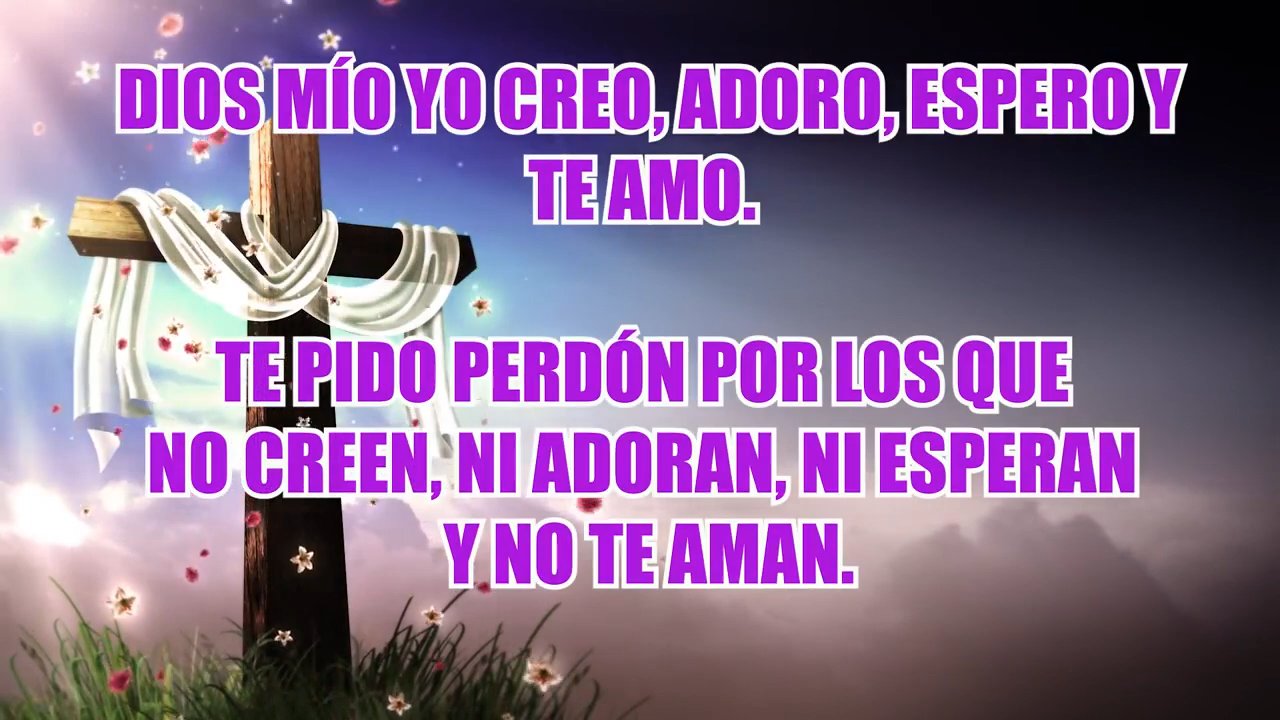 DIOS MÍO YO CREO, ADORO, ESPERO Y
TE AMO.
TE PIDO PERDÓN POR LOS QUE
NO CREEN, NI ADORAN, NI ESPERAN
Y NO TE AMAN.